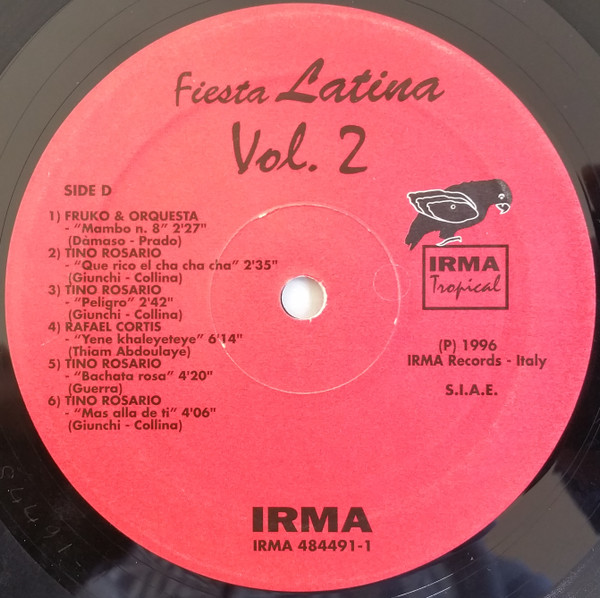 Fiesta Latina
Vol. 2
SIDE D
1) FRUKO & ORQUESTA
- "Mambo n. 8" 2'27"
(Dàmaso - Prado)
2) TINO ROSARIO
- "Que rico el cha cha cha" 2'35"
(Giunchi - Collina)
3) TINO ROSARIO
- "Peligro" 2'42"
(Giunchi - Collina)
4) RAFAEL CORTIS
- "Yene khaleyeteye" 6'14"
(Thiam Abdoulaye)
5) TINO ROSARIO
- "Bachata rosa" 4'20"
(Guerra)
6) TINO ROSARIO
- "Mas alla de ti" 4'06"
(Giunchi - Collina)
IRMA
Tropical
(P) 1996
IRMA Records - Italy
S.I.A.E.
IRMA
IRMA 484491-1